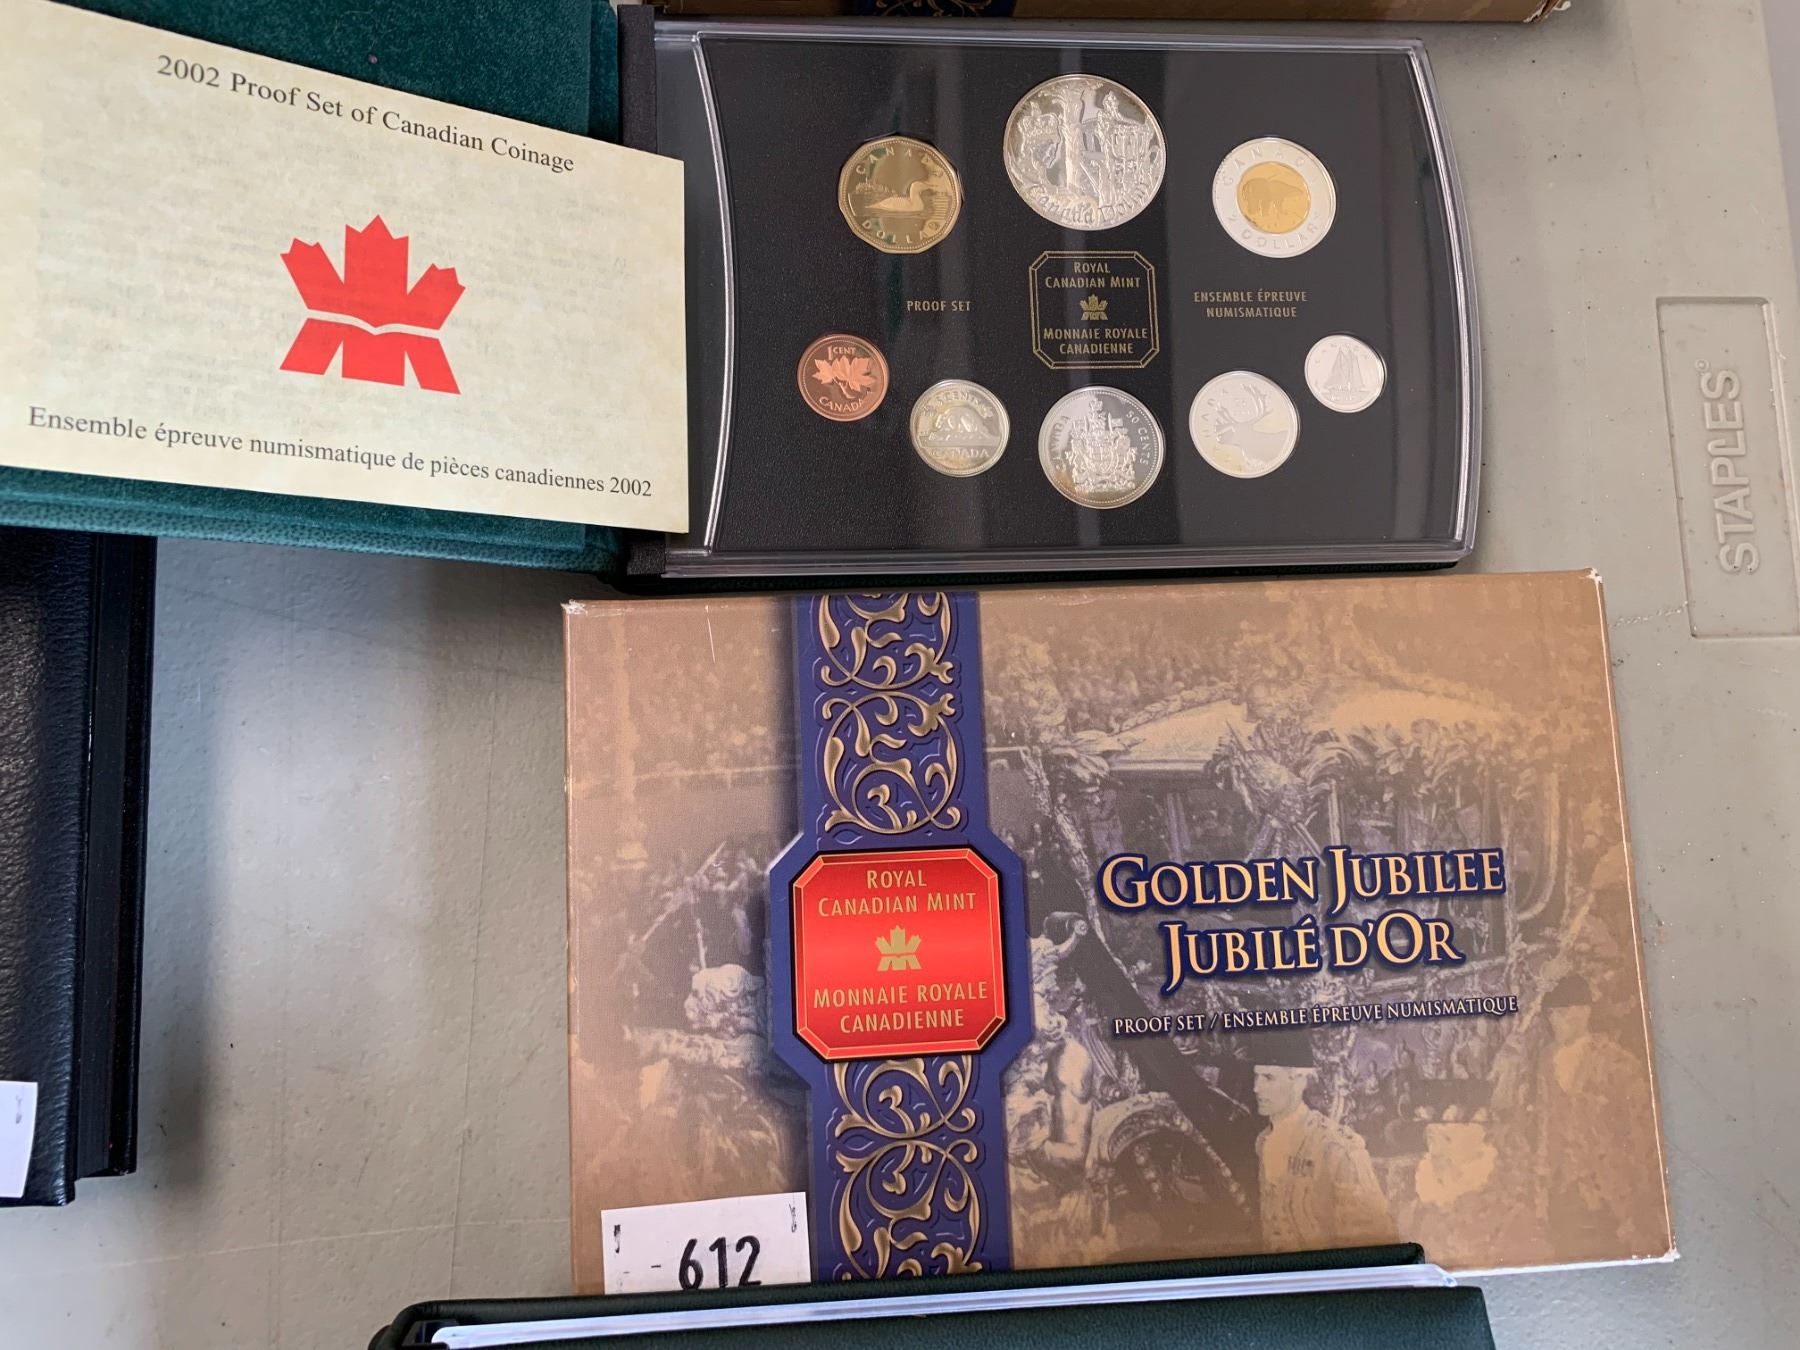 2002 Proof Set of Canadian Coinage
Ensemble épreuve numismatique de pièces canadiennes 2002
CANADA
DOLLAR
Canada Dollar
CANADA
2 DOLLARS
PROOF SET
ROYAL
CANADIAN MINT
MONNAIE ROYALE
CANADIENNE
ENSEMBLE ÉPREUVE
NUMISMATIQUE
1 CENT
CANADA
5 CENTS
CANADA
CANADA
50 CENTS
CANADA
CANADA
STAPLES
ROYAL
CANADIAN MINT
MONNAIE ROYALE
CANADIENNE
GOLDEN JUBILEE
JUBILÉ D'OR
PROOF SET / ENSEMBLE ÉPREUVE NUMISMATIQUE
612